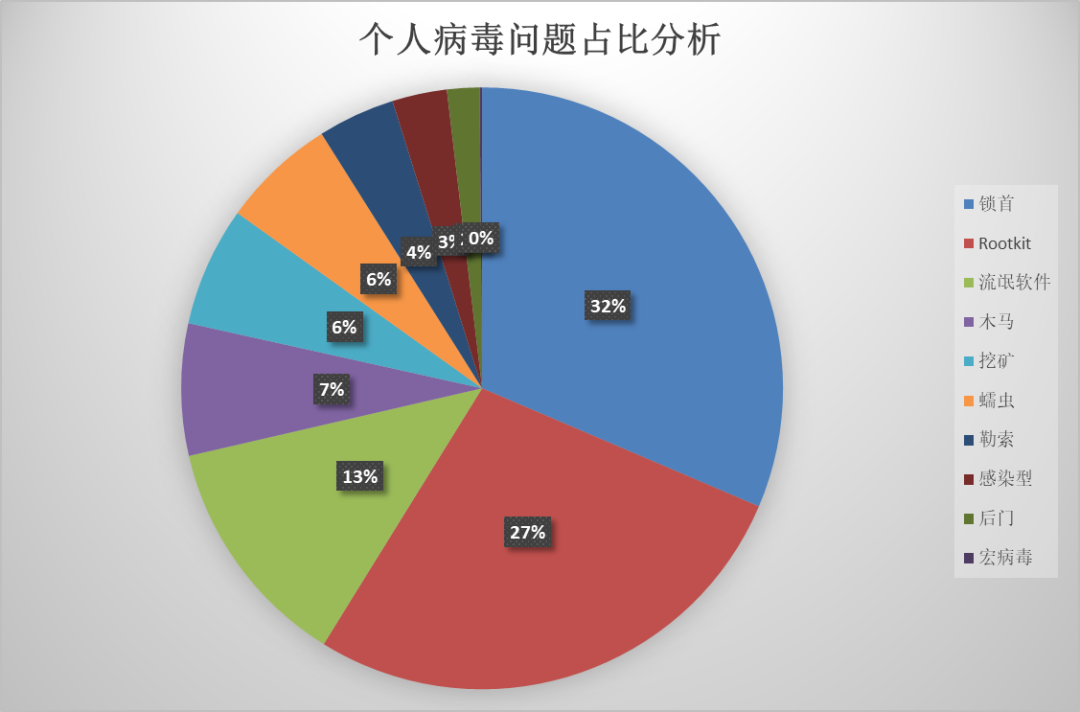 个人病毒问题占比分析
32%
27%
13%
7%
6%
6%
4%
3%
0%
锁首
Rootkit
流氓软件
木马
挖矿
蠕虫
勒索
感染型
后门
宏病毒